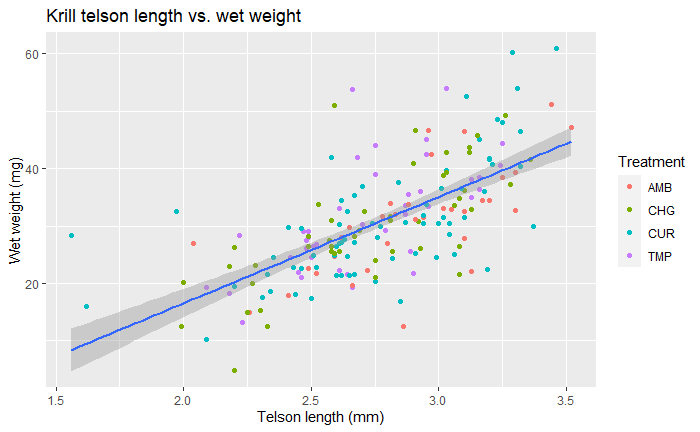 Krill telson length vs. wet weight
Wet weight (mg)
60
40
20
1.5 2.0 2.5 3.0 3.5
Telson length (mm)
Treatment
AMB
CHG
CUR
TMP